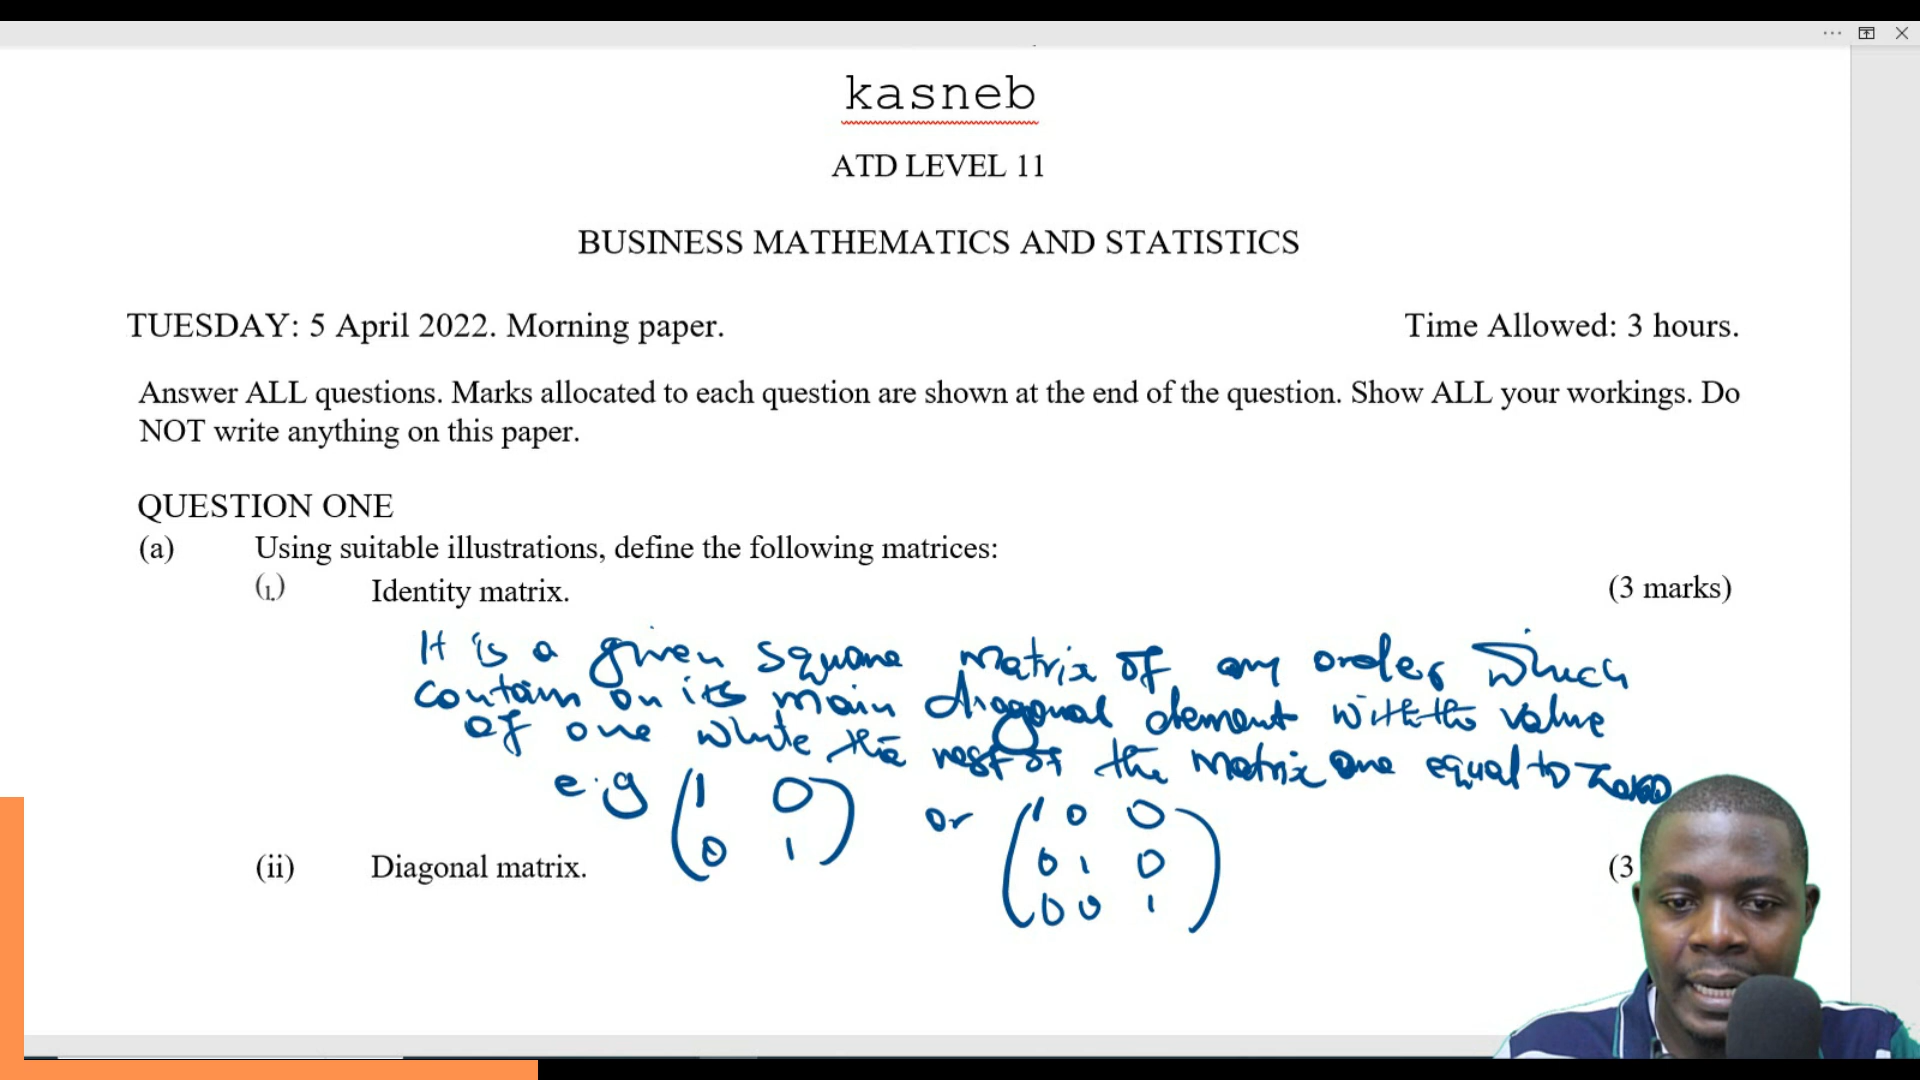 kasneb
ATD LEVEL 11
BUSINESS MATHEMATICS AND STATISTICS
TUESDAY: 5 April 2022. Morning paper. Time Allowed: 3 hours.
Answer ALL questions. Marks allocated to each question are shown at the end of the question. Show ALL your workings. Do
NOT write anything on this paper.
QUESTION ONE
(a) Using suitable illustrations, define the following matrices:
(i.) Identity matrix. (3 marks)
It is a given square matrix of any order which
contain on its main diagonal element with the value
of one while the rest of the matrix are equal to zero
e.g (1 0 or (1 0 0
0 1) 0 1 0
0 0 1)
(ii) Diagonal matrix. (3